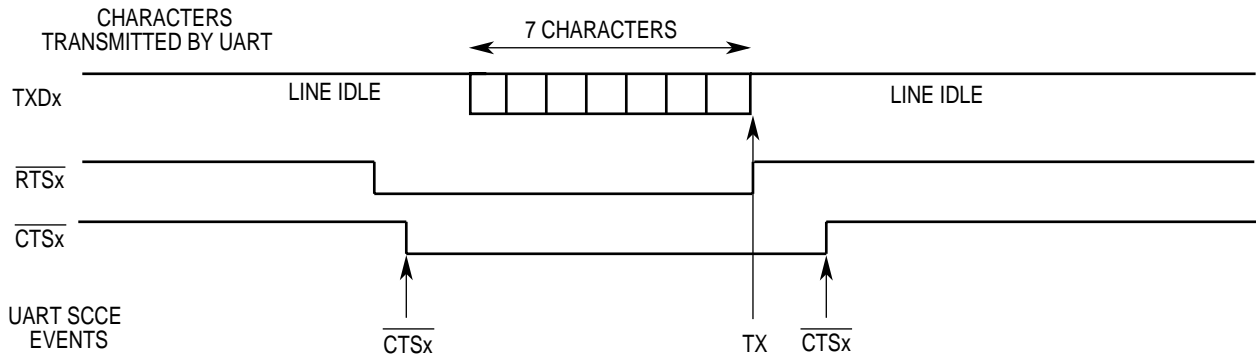 CHARACTERS
TRANSMITTED BY UART
7 CHARACTERS
TXDx
LINE IDLE
LINE IDLE
RTSx
CTSx
UART SCCE
EVENTS
CTSx
TX
CTSx